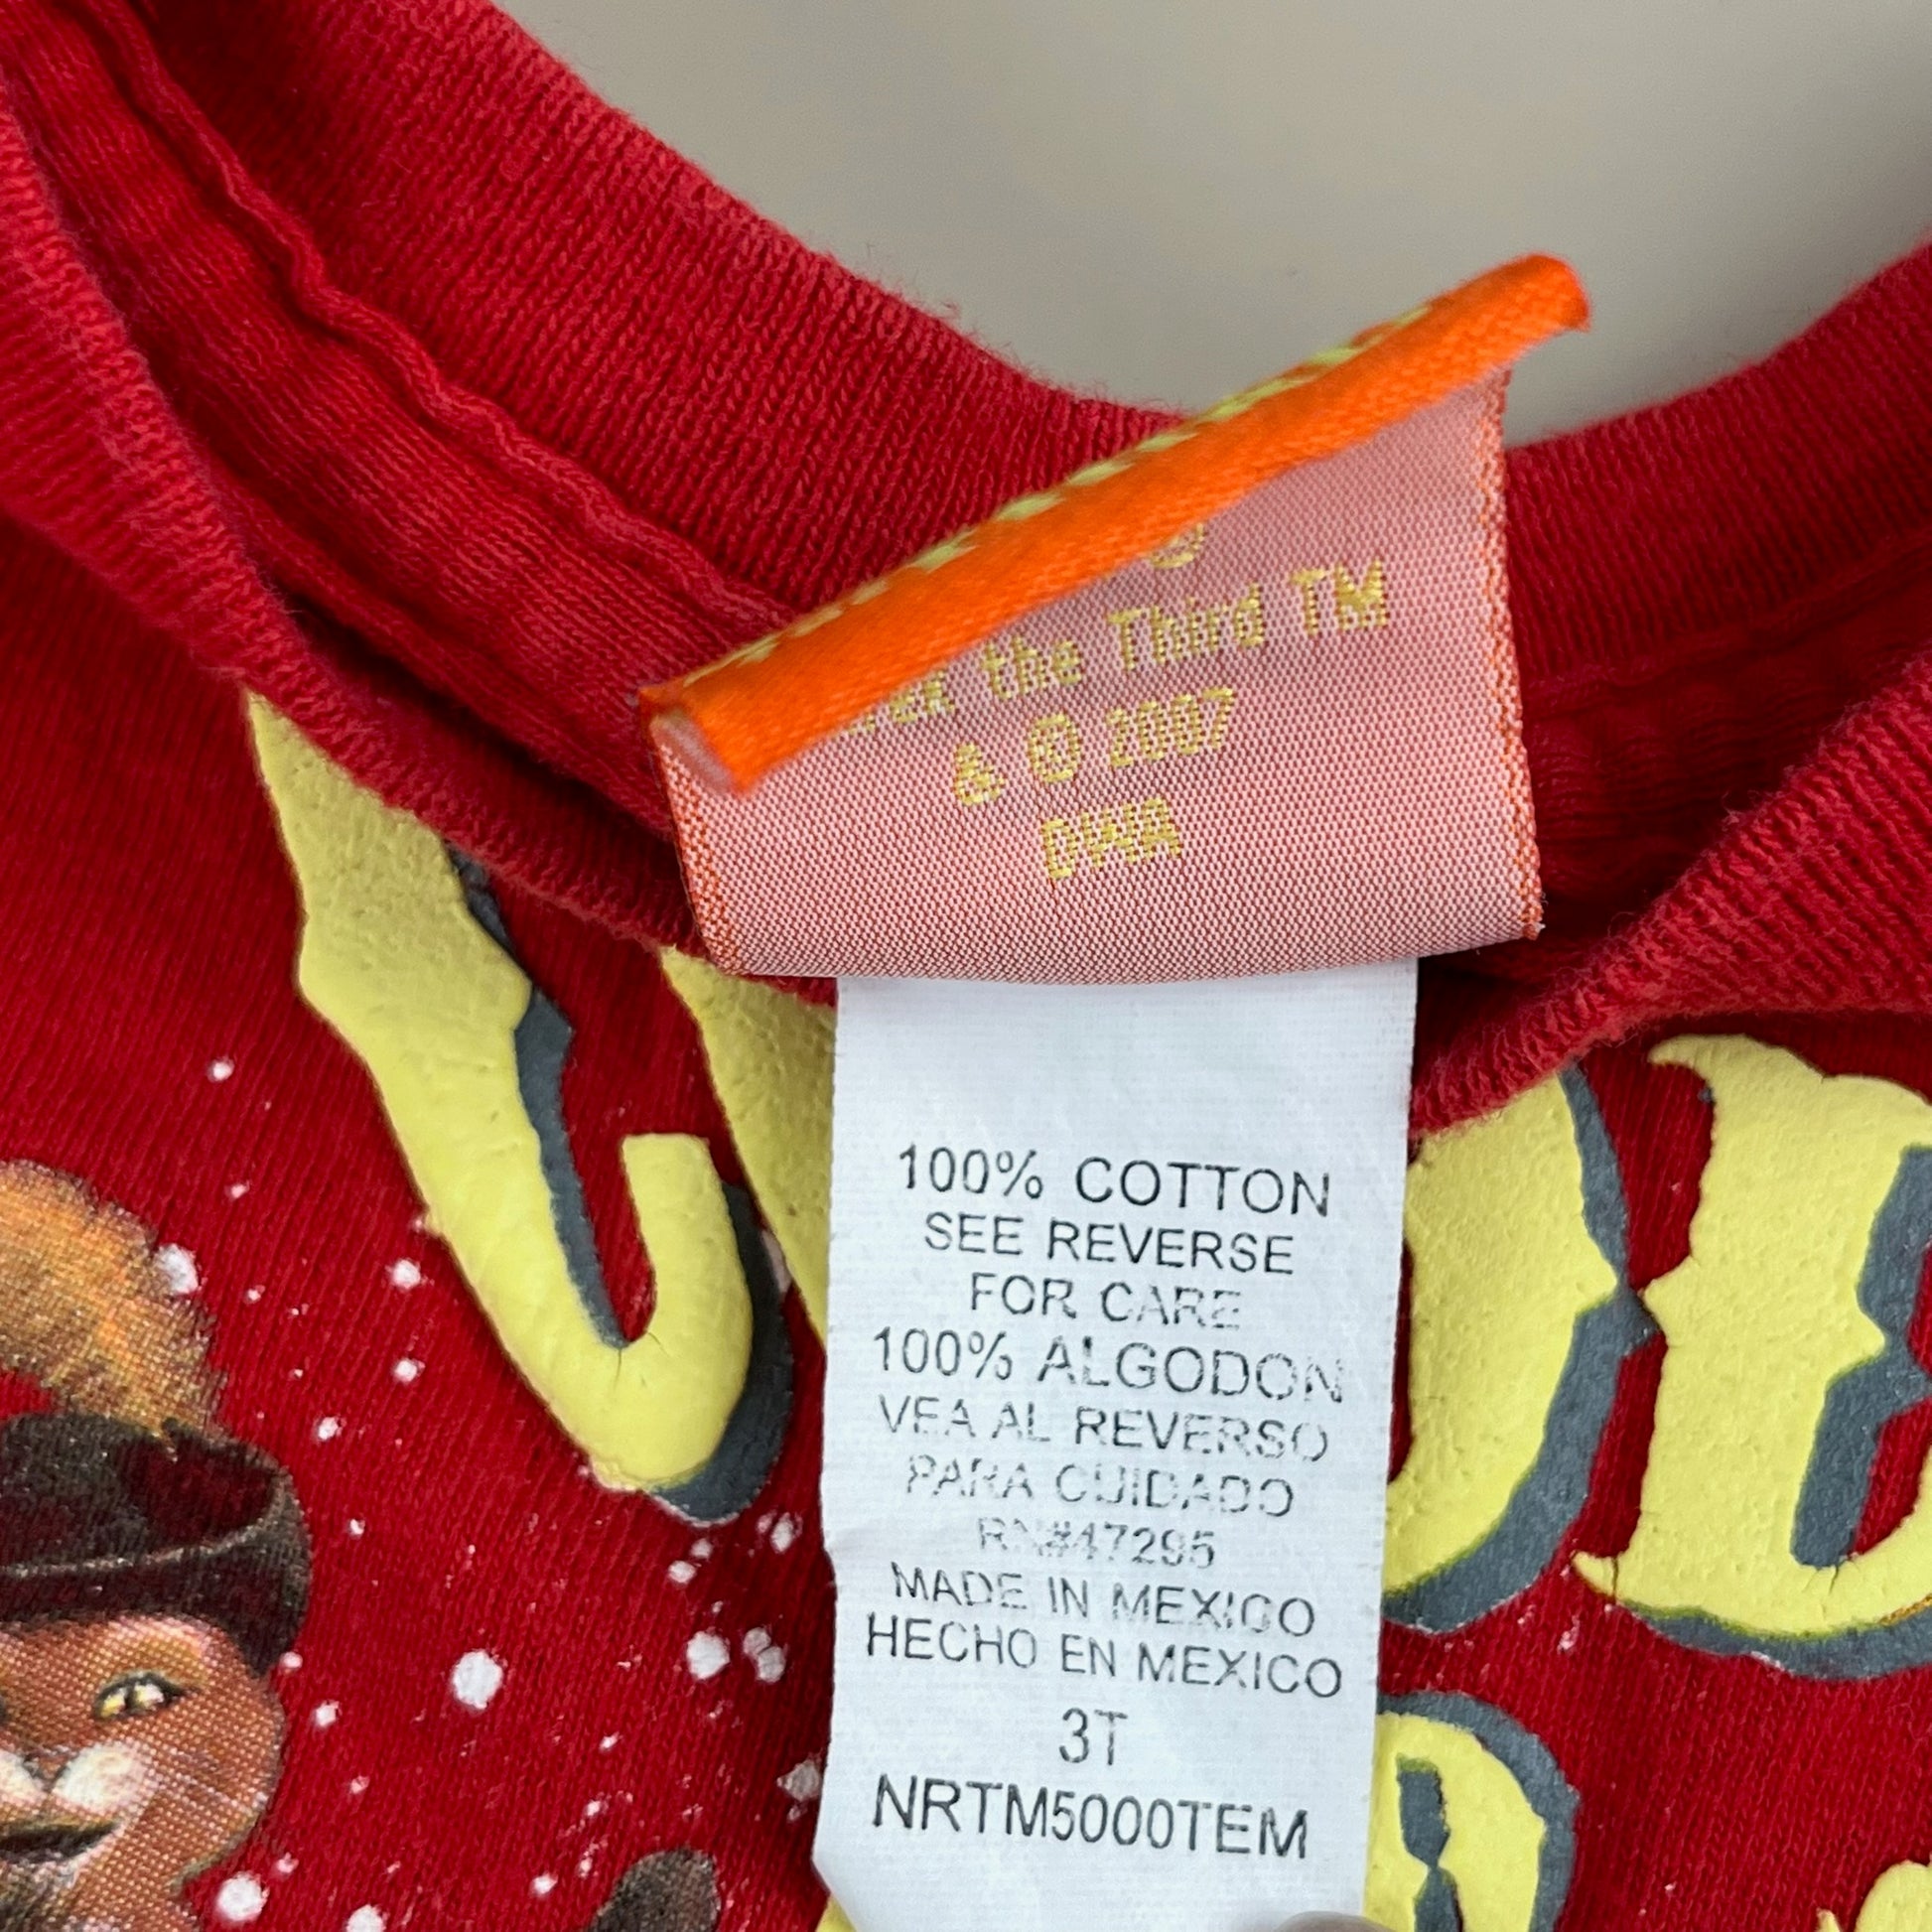 the Third TM
& © 2007
DWA
100% COTTON
SEE REVERSE
FOR CARE
100% ALGODON
VEA AL REVERSO
PARA CUIDADO
RN#47295
MADE IN MEXICO
HECHO EN MEXICO
3T
NRTM5000TEM